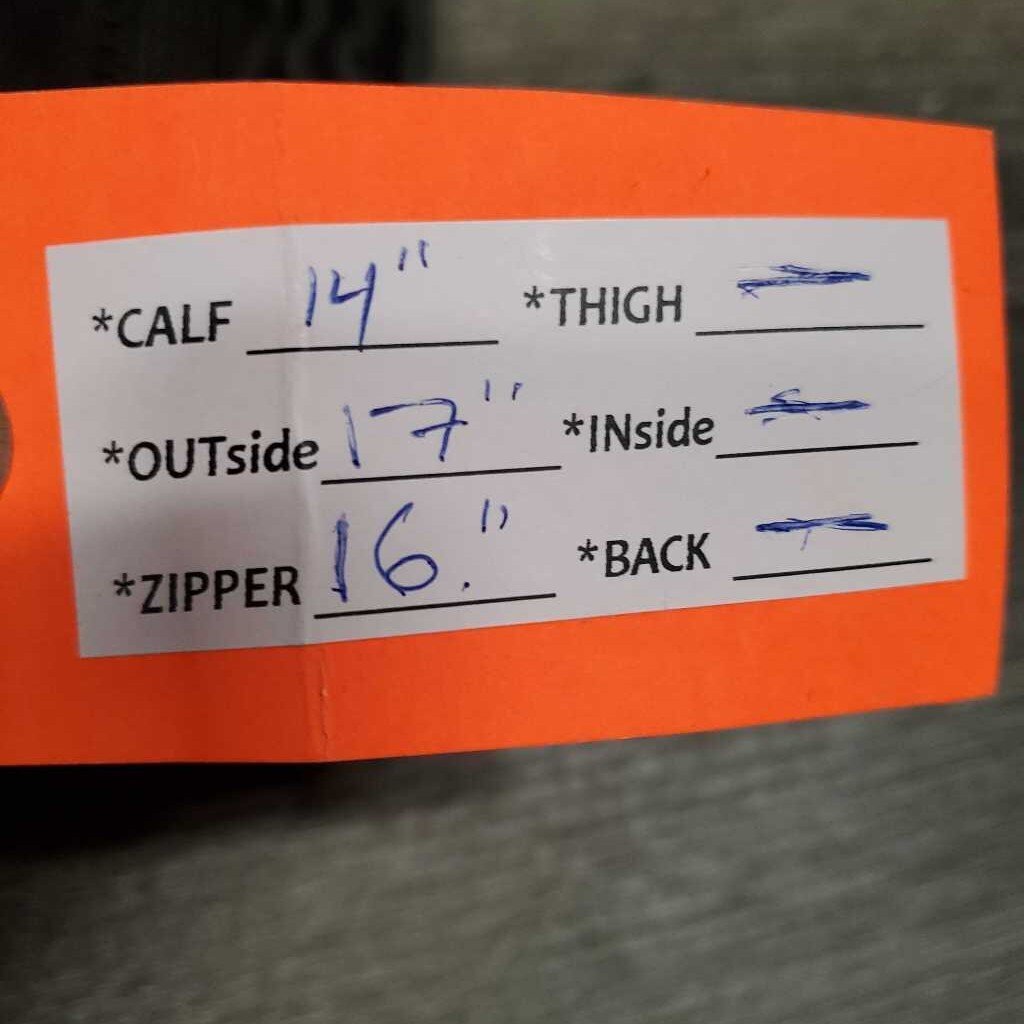 *CALF 14" *THIGH —
*OUTside 17" *INside —
*ZIPPER 16." *BACK —